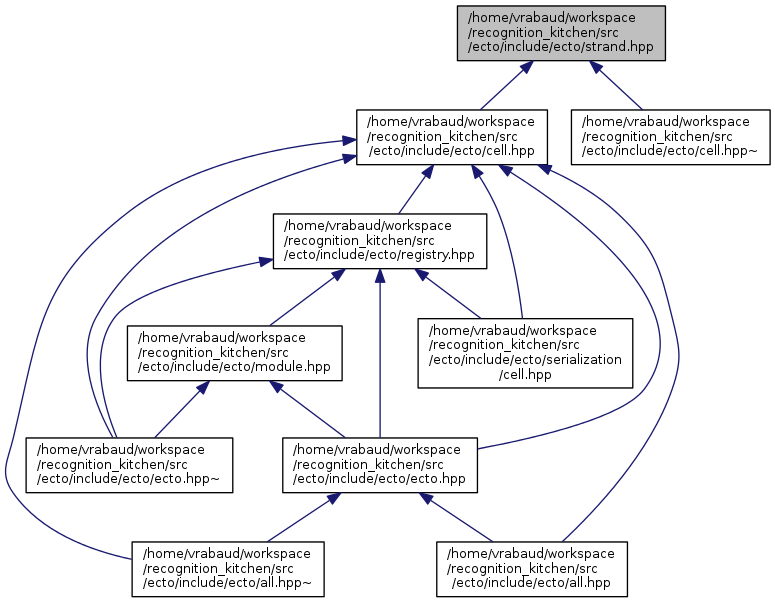 /home/vrabaud/workspace
/recognition_kitchen/src
/ecto/include/ecto/strand.hpp
/home/vrabaud/workspace
/recognition_kitchen/src
/ecto/include/ecto/cell.hpp
/home/vrabaud/workspace
/recognition_kitchen/src
/ecto/include/ecto/cell.hpp~
/home/vrabaud/workspace
/recognition_kitchen/src
/ecto/include/ecto/registry.hpp
/home/vrabaud/workspace
/recognition_kitchen/src
/ecto/include/ecto/module.hpp
/home/vrabaud/workspace
/recognition_kitchen/src
/ecto/include/ecto/serialization
/cell.hpp
/home/vrabaud/workspace
/recognition_kitchen/src
/ecto/include/ecto/ecto.hpp~
/home/vrabaud/workspace
/recognition_kitchen/src
/ecto/include/ecto/ecto.hpp
/home/vrabaud/workspace
/recognition_kitchen/src
/ecto/include/ecto/all.hpp~
/home/vrabaud/workspace
/recognition_kitchen/src
/ecto/include/ecto/all.hpp